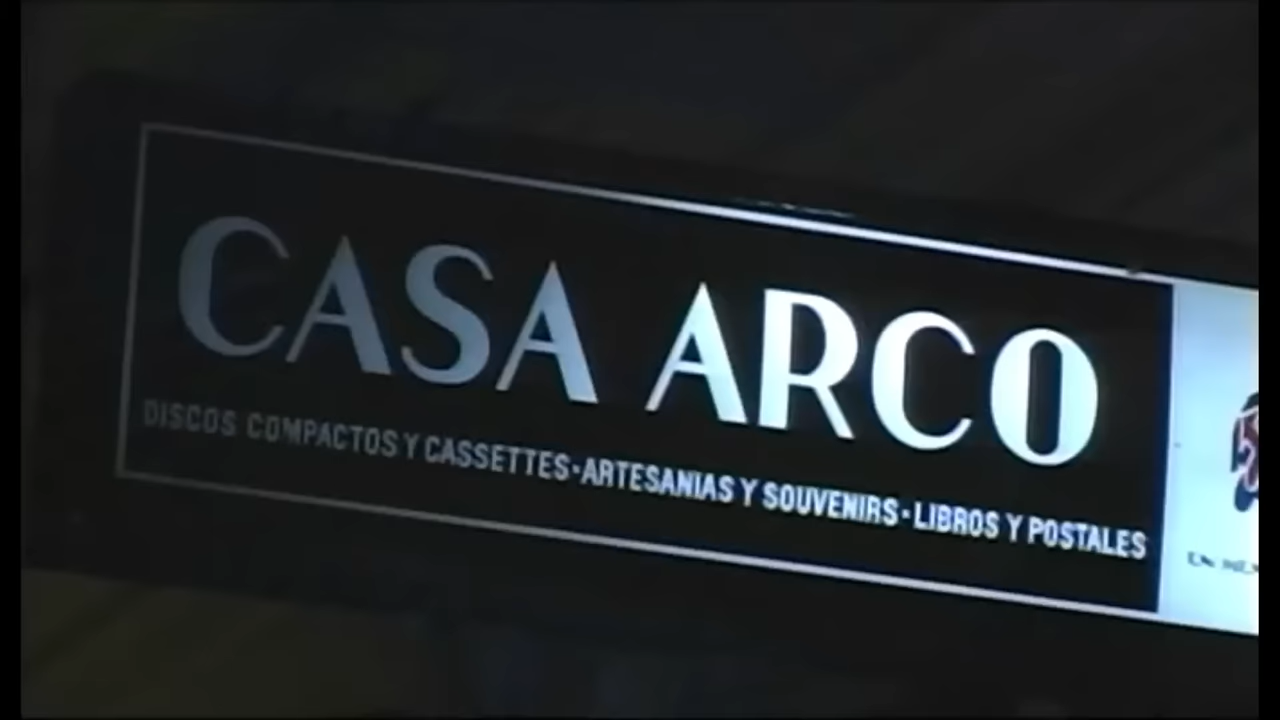 CASA ARCO
DISCOS COMPACTOS Y CASSETTES·ARTESANIAS Y SOUVENIRS·LIBROS Y POSTALES